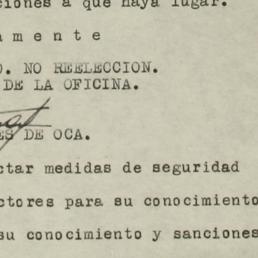 ciones a que haya lugar.
a m e n t e
O. NO REELECCION.
DE LA OFICINA.
ES DE OCA.
ctar medidas de seguridad
ctores para su conocimiento
su conocimiento y sanciones